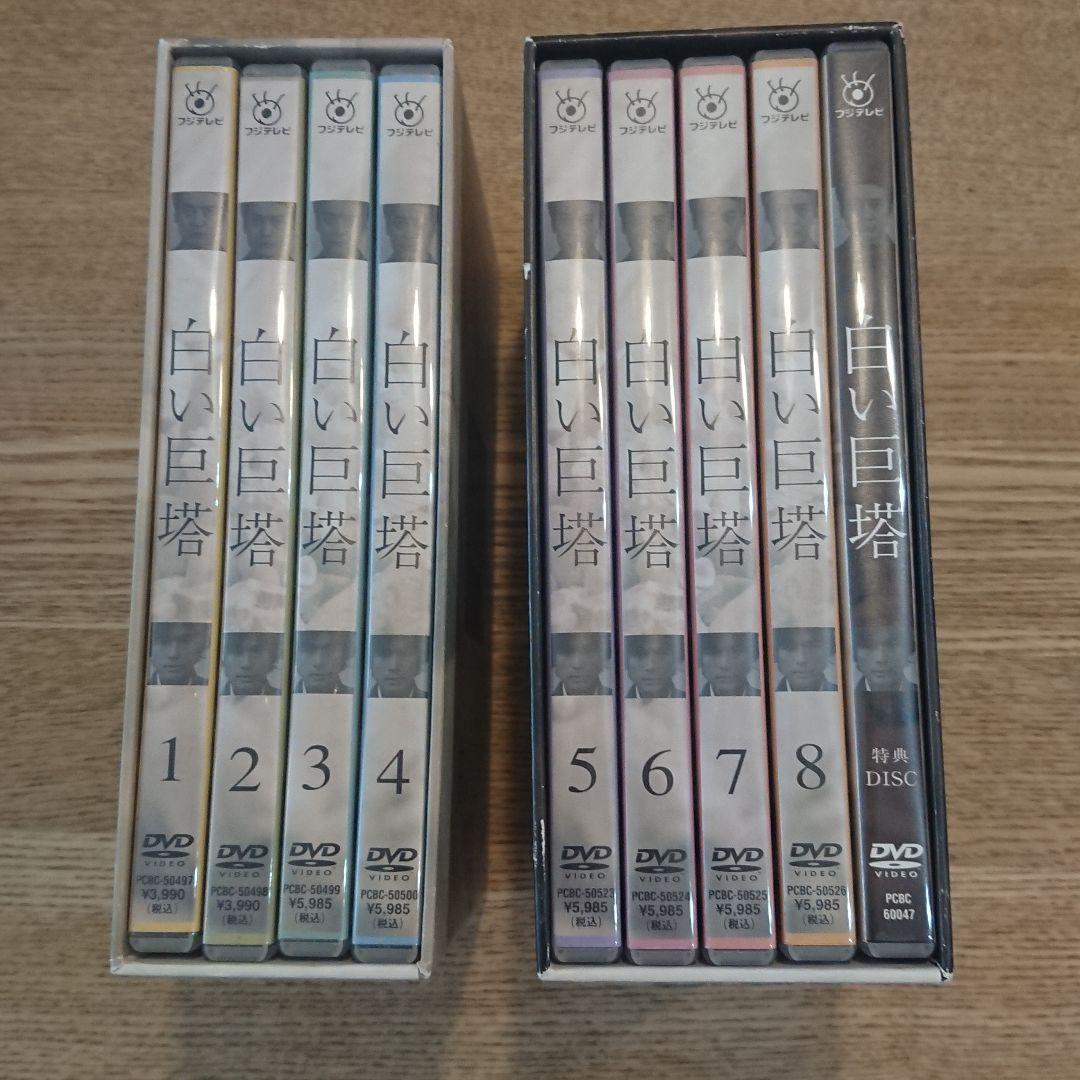 フジテレビ
白い巨塔
1
DVD
VIDEO
PCBC-50497
¥3,990
(税込)
フジテレビ
白い巨塔
2
DVD
VIDEO
PCBC-50498
¥3,990
(税込)
フジテレビ
白い巨塔
3
DVD
VIDEO
PCBC-50499
¥5,985
(税込)
フジテレビ
白い巨塔
4
DVD
VIDEO
PCBC-50500
¥5,985
(税込)
フジテレビ
白い巨塔
5
DVD
VIDEO
PCBC-50523
¥5,985
(税込)
フジテレビ
白い巨塔
6
DVD
VIDEO
PCBC-50524
¥5,985
(税込)
フジテレビ
白い巨塔
7
DVD
VIDEO
PCBC-50525
¥5,985
(税込)
フジテレビ
白い巨塔
8
DVD
VIDEO
PCBC-50526
¥5,985
(税込)
フジテレビ
白い巨塔
特典
DISC
DVD
VIDEO
PCBC
60047